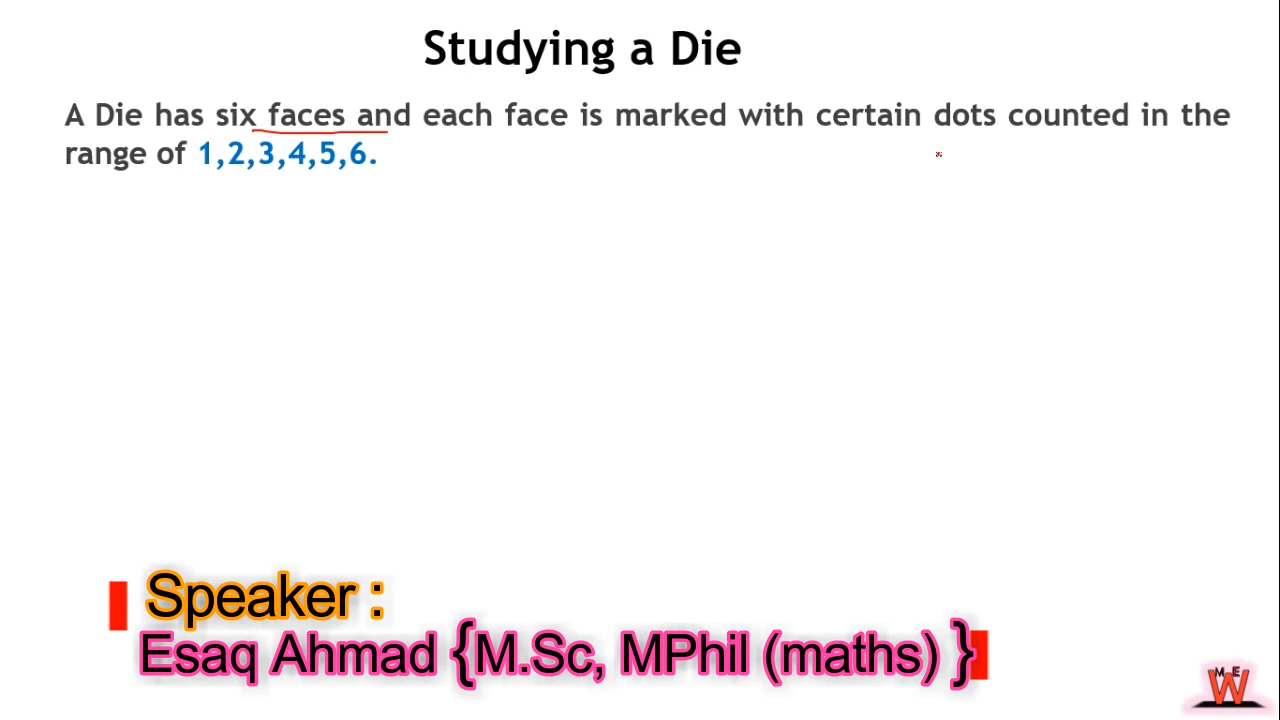 Studying a Die
A Die has six faces and each face is marked with certain dots counted in the
range of 1,2,3,4,5,6.
Speaker :
Esaq Ahmad {M.Sc, MPhil (maths) }
M E
W